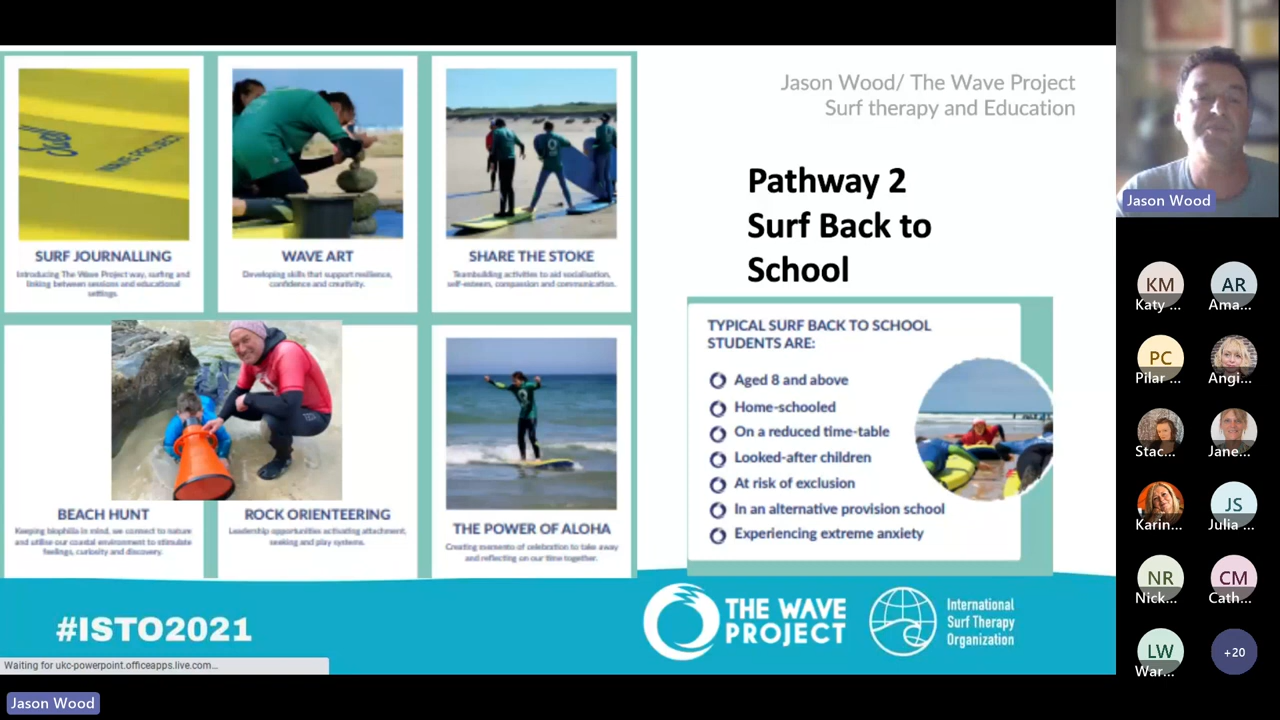 Jason Wood/ The Wave Project
Surf therapy and Education
Pathway 2
Surf Back to
School
SURF JOURNALLING
Introducing The Wave Project way, surfing and
linking between sessions and educational
settings.
WAVE ART
Developing skills that support resilience,
confidence and creativity.
SHARE THE STOKE
Teambuilding activities to aid socialisation,
self-esteem, compassion and communication.
BEACH HUNT
Keeping biophilia in mind, we connect to nature
and utilise our coastal environment to stimulate
feelings, curiosity and discovery.
ROCK ORIENTEERING
Leadership opportunities activating attachment,
seeking and play systems.
THE POWER OF ALOHA
Creating memento of celebration to take away
and reflecting on our time together.
TYPICAL SURF BACK TO SCHOOL
STUDENTS ARE:
Aged 8 and above
Home-schooled
On a reduced time-table
Looked-after children
At risk of exclusion
In an alternative provision school
Experiencing extreme anxiety
#ISTO2021
THE WAVE
PROJECT
International
Surf Therapy
Organization
Waiting for ukc-powerpoint.officeapps.live.com...
Jason Wood
Jason Wood
KM
Katy ...
AR
Ama...
PC
Pilar ...
Angi...
Stac...
Jane...
Karin...
JS
Julia ...
NR
Nick...
CM
Cath...
LW
War...
+20